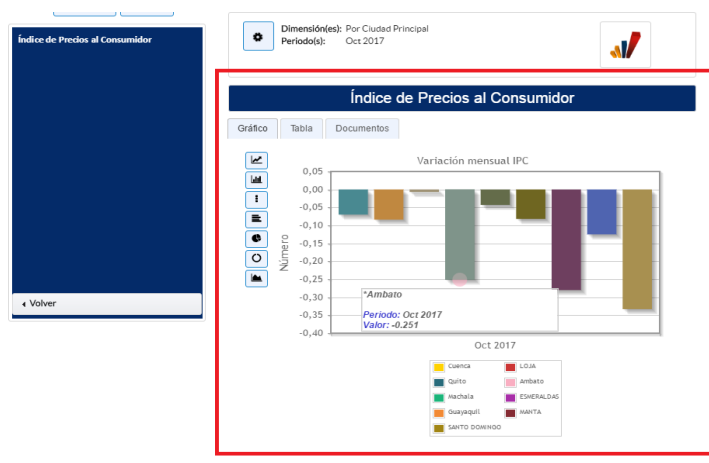 Índice de Precios al Consumidor
Volver
Dimensión(es): Por Ciudad Principal
Periodo(s): Oct 2017
Índice de Precios al Consumidor
Gráfico Tabla Documentos
Variación mensual IPC
0,05
0,00
-0,05
-0,10
-0,15
-0,20
-0,25
-0,30
-0,35
-0,40
Número
*Ambato
Período: Oct 2017
Valor: -0.251
Oct 2017
Cuenca LOJA
Quito Ambato
Machala ESMERALDAS
Guayaquil MANTA
SANTO DOMINGO